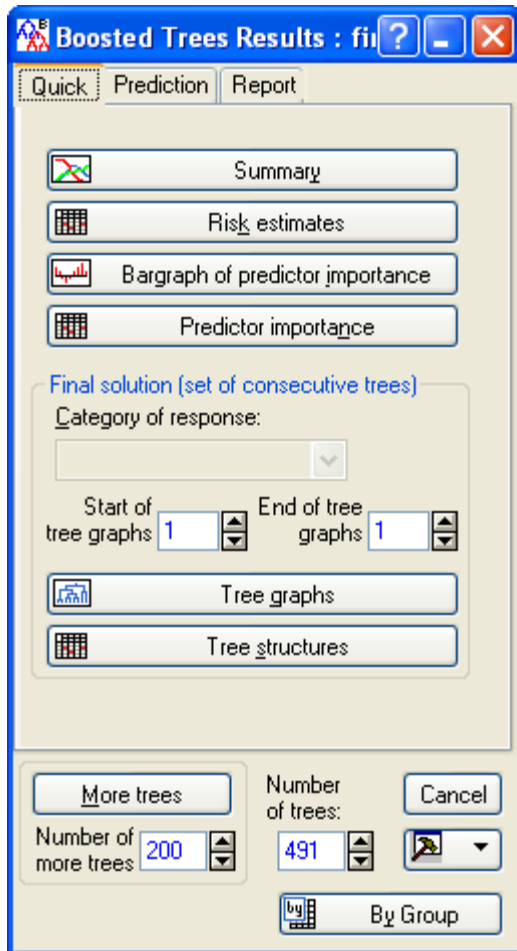 Boosted Trees Results : fi
Quick Prediction Report
Summary
Risk estimates
Bargraph of predictor importance
Predictor importance
Final solution (set of consecutive trees)
Category of response:
Start of
tree graphs 1
End of tree
graphs 1
Tree graphs
Tree structures
More trees
Number of
more trees 200
Number
of trees:
491
Cancel
By Group